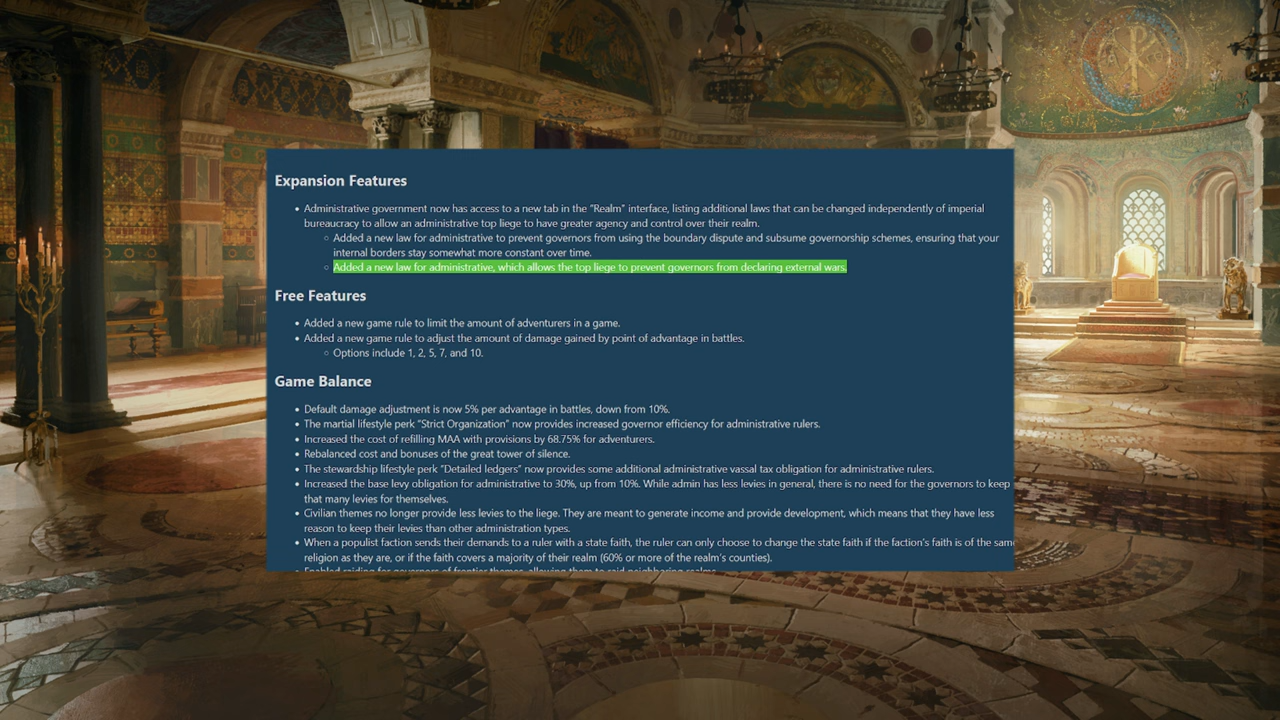 Expansion Features
• Administrative government now has access to a new tab in the “Realm” interface, listing additional laws that can be changed independently of imperial
bureaucracy to allow an administrative top liege to have greater agency and control over their realm.
◦ Added a new law for administrative to prevent governors from using the boundary dispute and subsume governorship schemes, ensuring that your
internal borders stay somewhat more constant over time.
◦ Added a new law for administrative, which allows the top liege to prevent governors from declaring external wars.
Free Features
• Added a new game rule to limit the amount of adventurers in a game.
• Added a new game rule to adjust the amount of damage gained by point of advantage in battles.
◦ Options include 1, 2, 5, 7, and 10.
Game Balance
• Default damage adjustment is now 5% per advantage in battles, down from 10%.
• The martial lifestyle perk “Strict Organization” now provides increased governor efficiency for administrative rulers.
• Increased the cost of refilling MAA with provisions by 68.75% for adventurers.
• Rebalanced cost and bonuses of the great tower of silence.
• The stewardship lifestyle perk “Detailed ledgers” now provides some additional administrative vassal tax obligation for administrative rulers.
• Increased the base levy obligation for administrative to 30%, up from 10%. While admin has less levies in general, there is no need for the governors to keep
that many levies for themselves.
• Civilian themes no longer provide less levies to the liege. They are meant to generate income and provide development, which means that they have less
reason to keep their levies than other administration types.
• When a populist faction sends their demands to a ruler with a state faith, the ruler can only choose to change the state faith if the faction’s faith is of the same
religion as they are, or if the faith covers a majority of their realm (60% or more of the realm’s counties).
• Enabled raiding for governors of frontier themes, allowing them to raid neighboring realms.